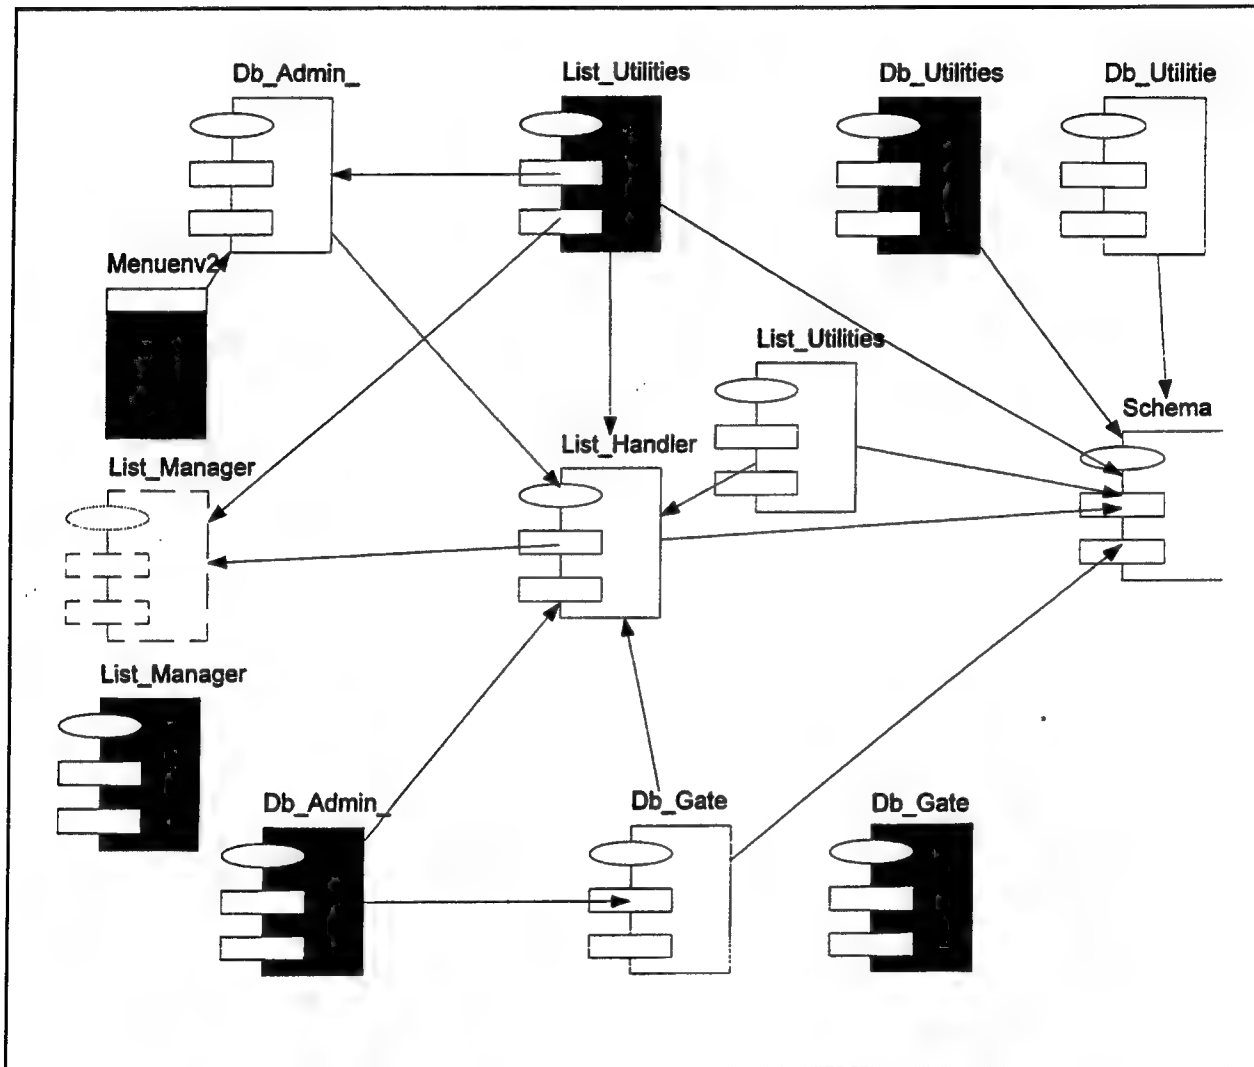 Db_Admin_
List_Utilities
Db_Utilities
Db_Utilitie
Menuenv2
List_Utilities
Schema
List_Manager
List_Handler
List_Manager
Db_Admin_
Db_Gate
Db_Gate